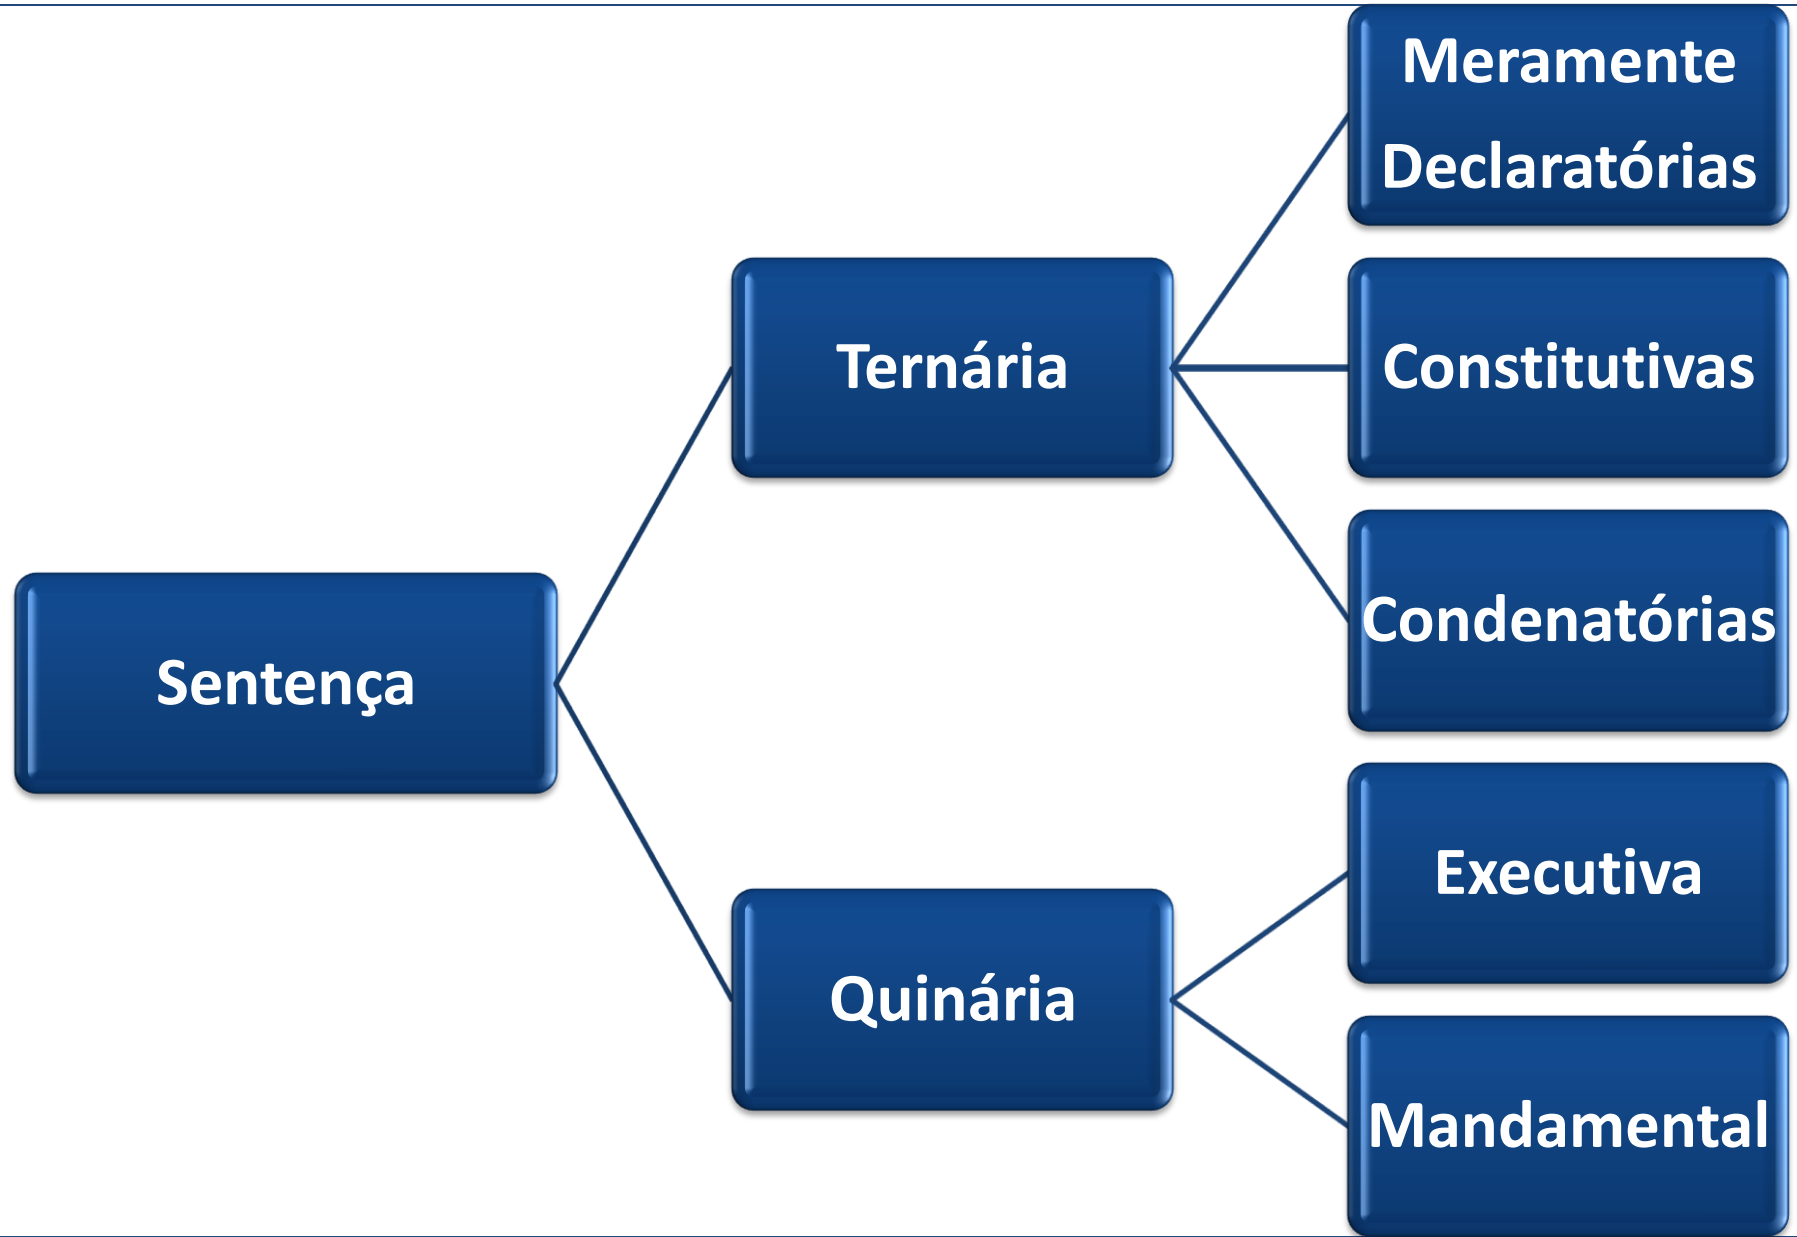 Sentença
Ternária
Meramente
Declaratórias
Constitutivas
Condenatórias
Quinária
Executiva
Mandamental